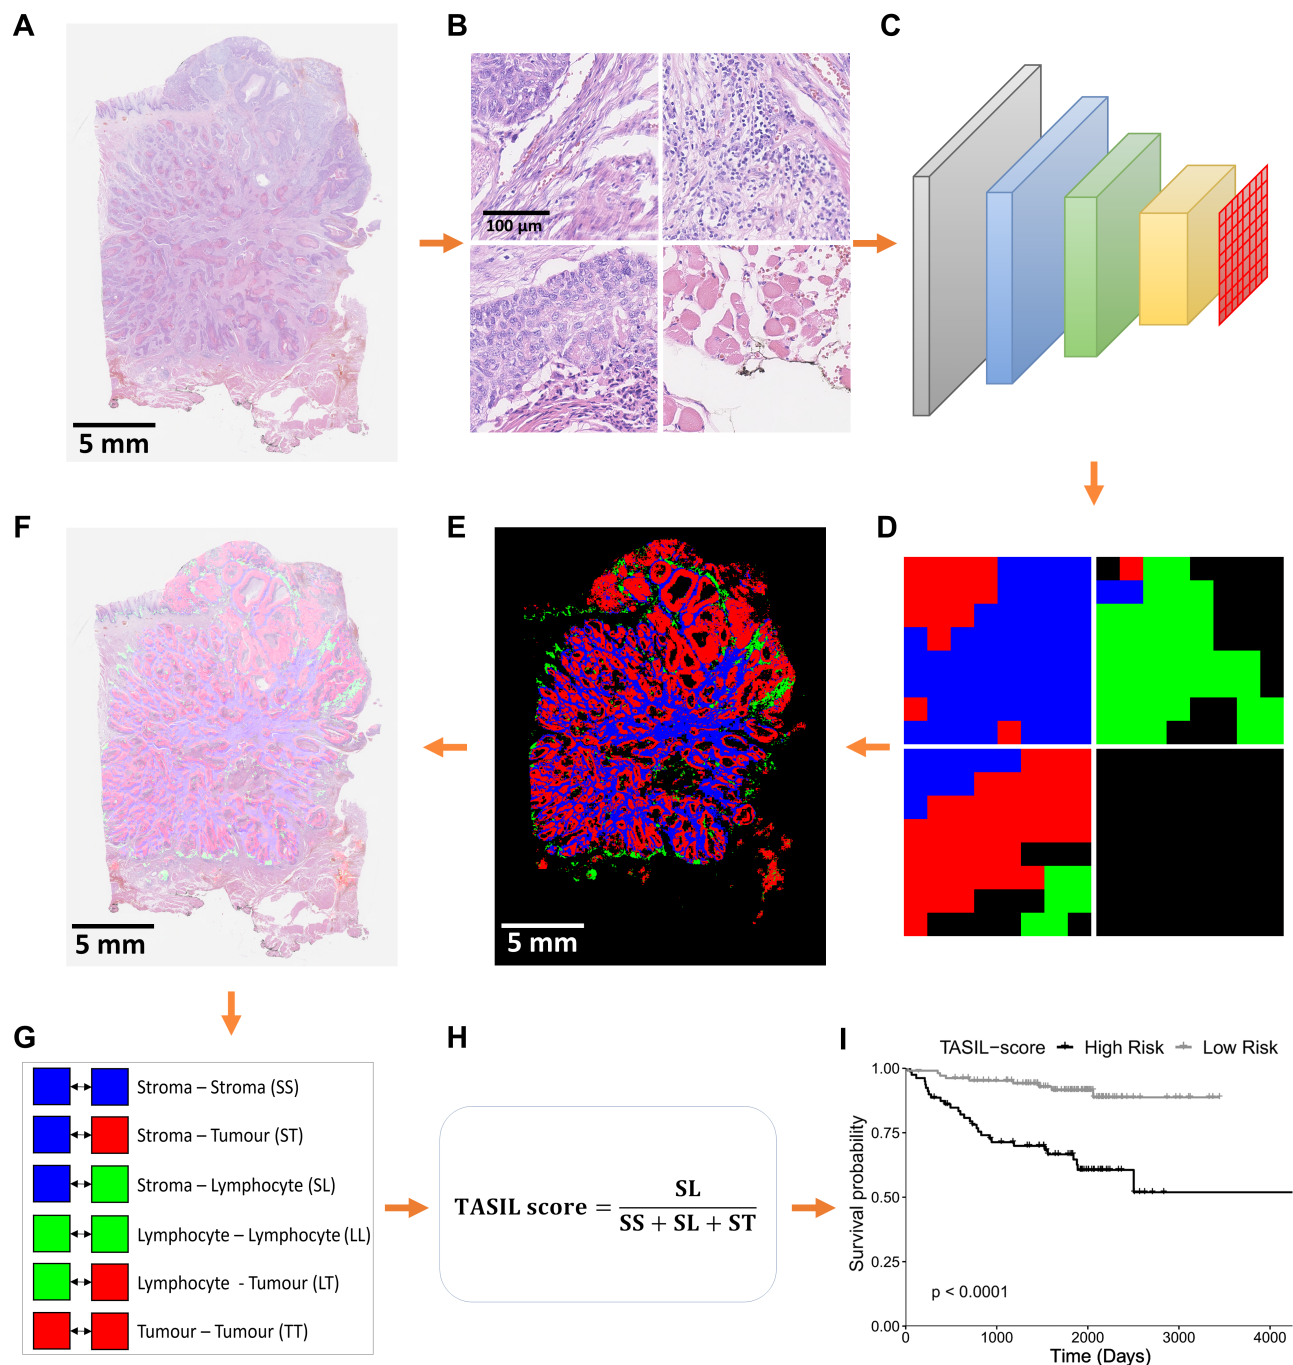 A
B
C
100 µm
5 mm
F
E
D
5 mm
5 mm
G
Stroma – Stroma (SS)
Stroma – Tumour (ST)
Stroma – Lymphocyte (SL)
Lymphocyte – Lymphocyte (LL)
Lymphocyte - Tumour (LT)
Tumour – Tumour (TT)
H
TASIL score = SL
SS + SL + ST
I
TASIL−score High Risk Low Risk
Survival probability
1.00
0.75
0.50
0.25
0.00
p < 0.0001
0 1000 2000 3000 4000
Time (Days)